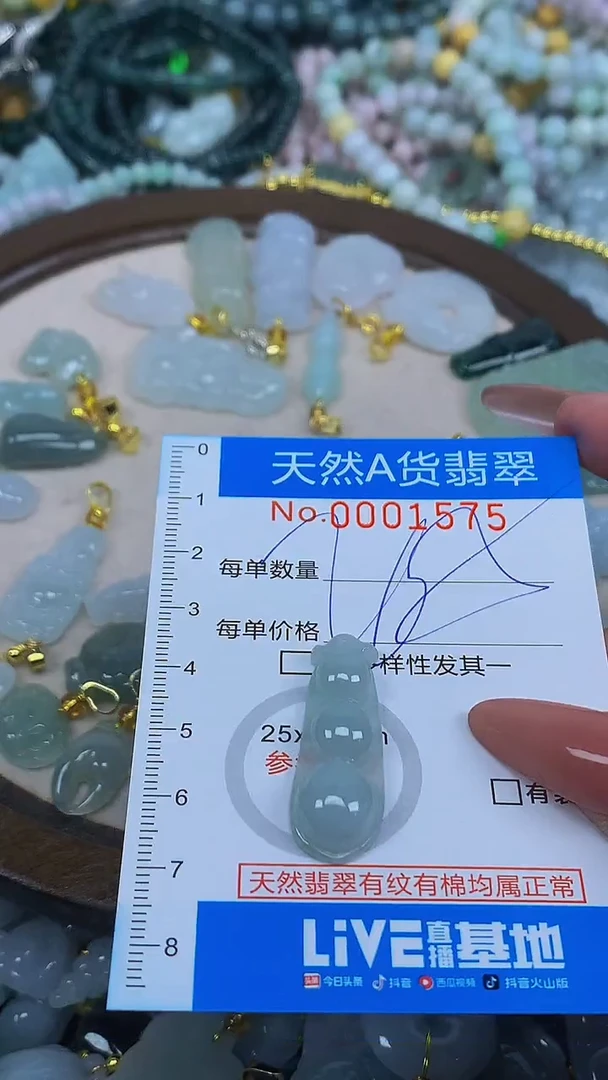 天然A货翡翠
No.0001575
每单数量
每单价格
样性发其一
25x
参
有
天然翡翠有纹有棉均属正常
LiVE直播基地
头条 今日头条 抖音 西瓜视频 抖音火山版
0
1
2
3
4
5
6
7
8